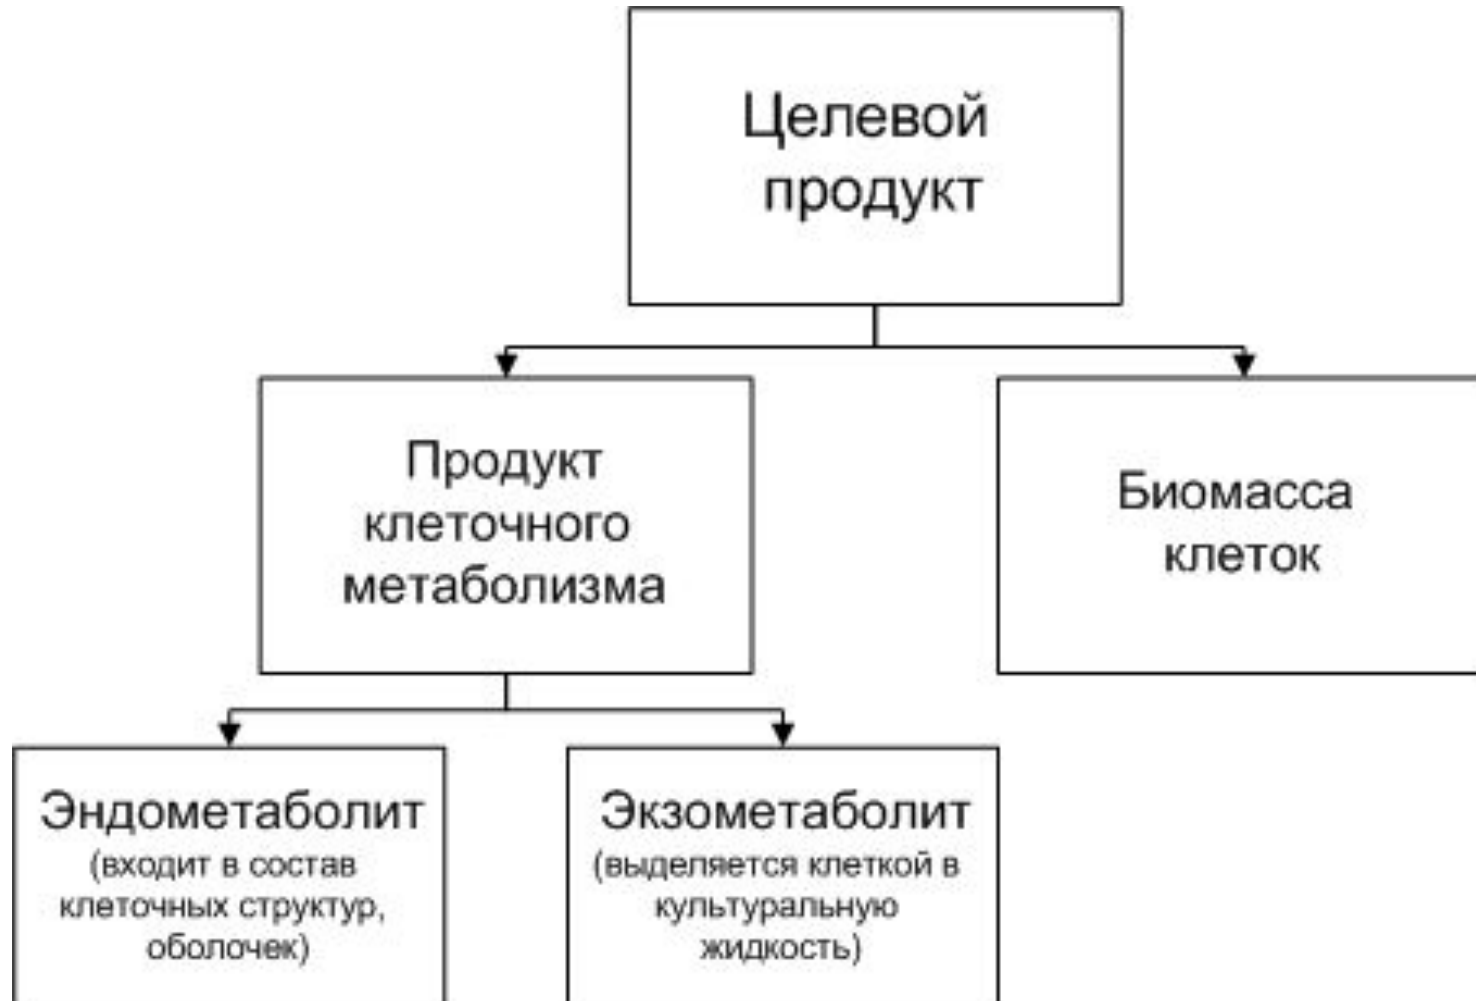 Целевой
продукт
Продукт
клеточного
метаболизма
Биомасса
клеток
Эндометаболит
(входит в состав
клеточных структур,
оболочек)
Экзометаболит
(выделяется клеткой в
культуральную
жидкость)